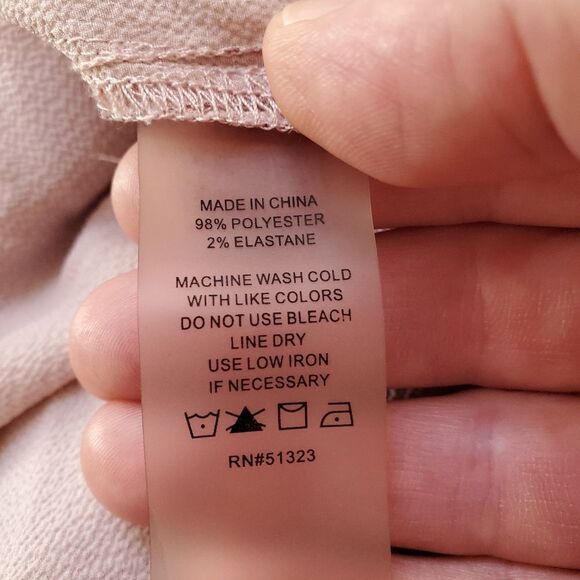 MADE IN CHINA
98% POLYESTER
2% ELASTANE
MACHINE WASH COLD
WITH LIKE COLORS
DO NOT USE BLEACH
LINE DRY
USE LOW IRON
IF NECESSARY
RN#51323